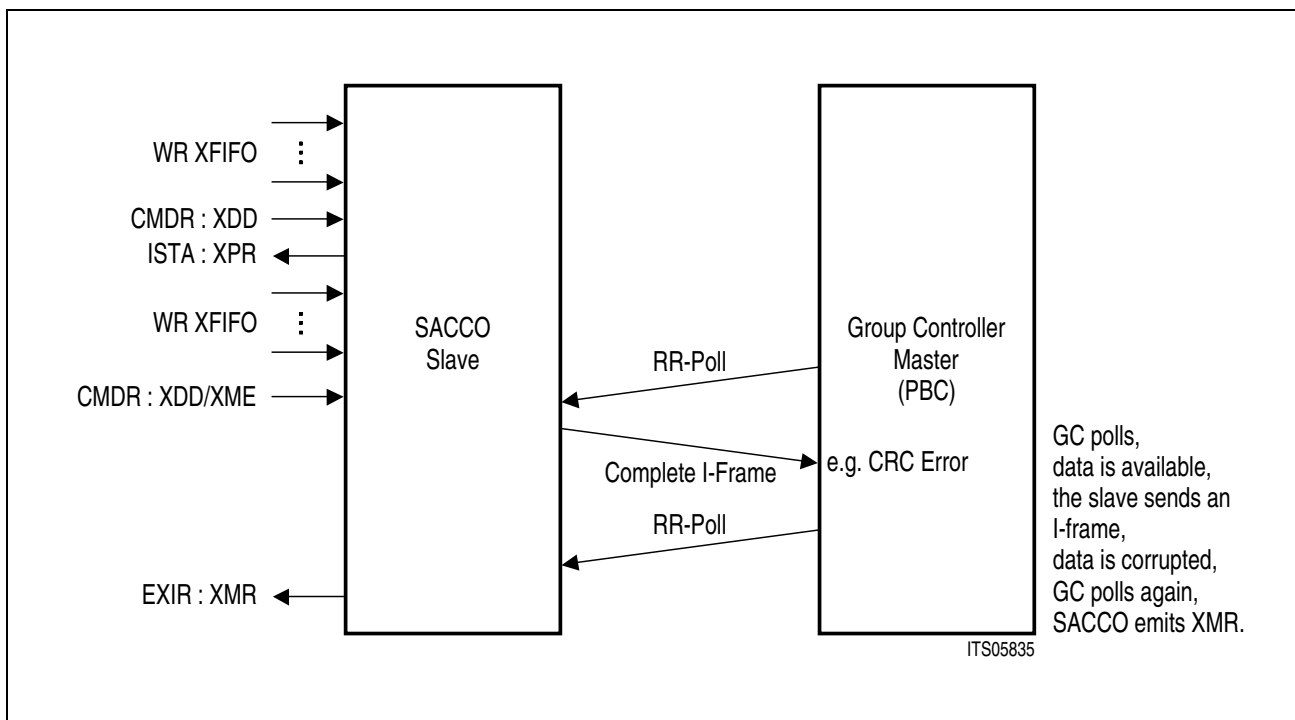 WR XFIFO
CMDR : XDD
ISTA : XPR
WR XFIFO
CMDR : XDD/XME
EXIR : XMR
SACCO
Slave
RR-Poll
Complete I-Frame
RR-Poll
Group Controller
Master
(PBC)
e.g. CRC Error
GC polls,
data is available,
the slave sends an
I-frame,
data is corrupted,
GC polls again,
SACCO emits XMR.
ITS05835